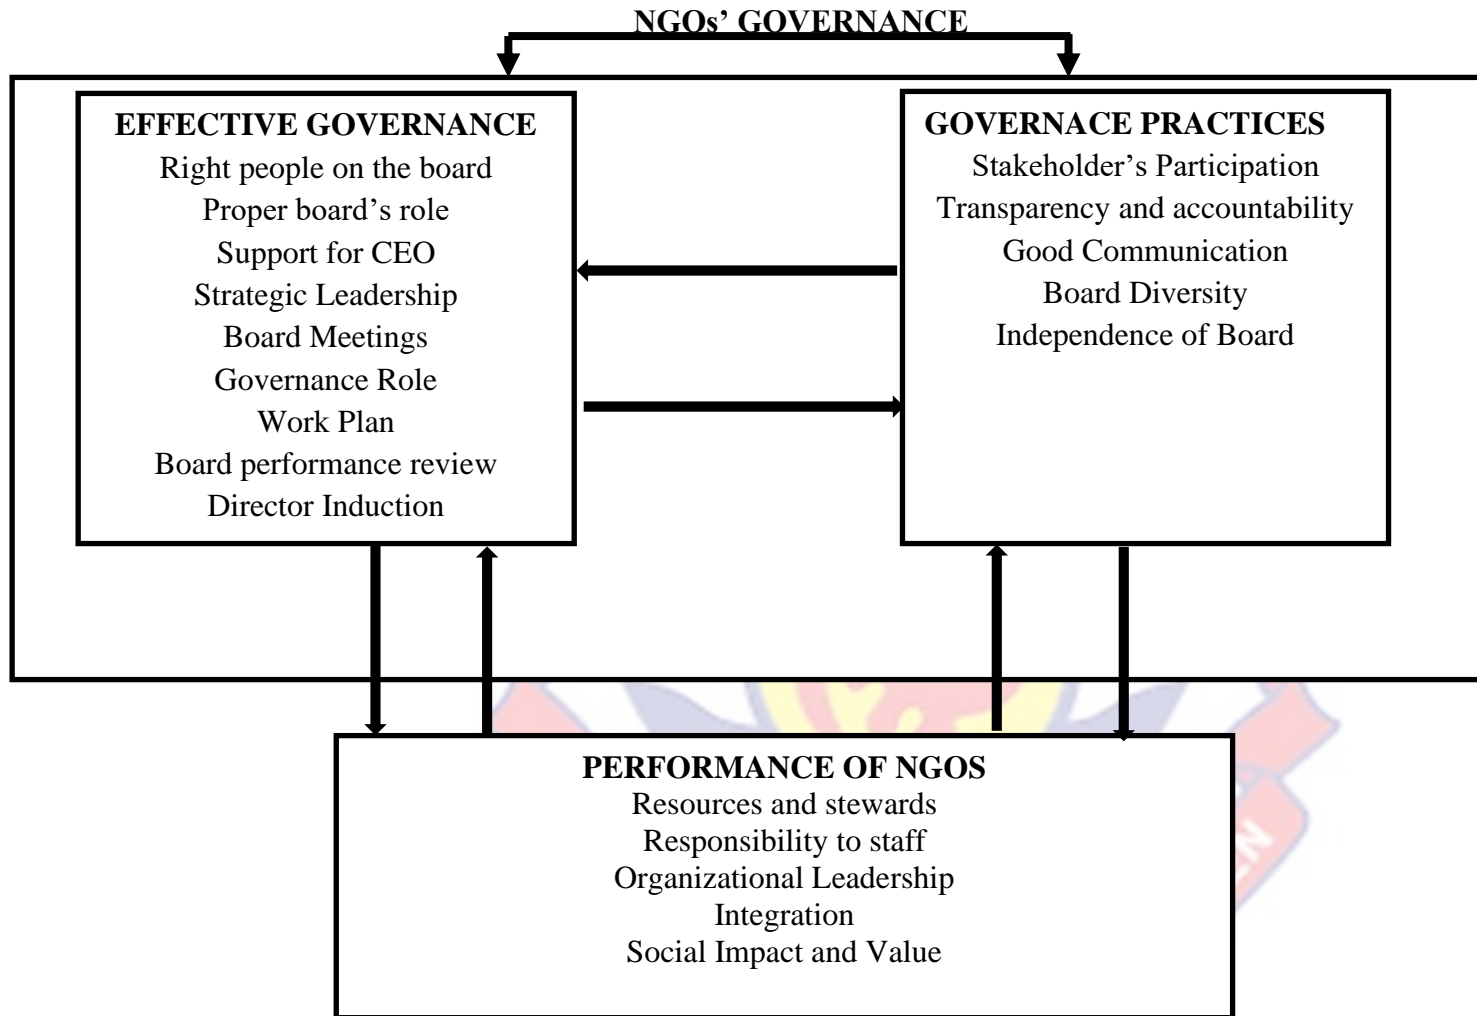 NGOs’ GOVERNANCE
EFFECTIVE GOVERNANCE
Right people on the board
Proper board’s role
Support for CEO
Strategic Leadership
Board Meetings
Governance Role
Work Plan
Board performance review
Director Induction
GOVERNACE PRACTICES
Stakeholder’s Participation
Transparency and accountability
Good Communication
Board Diversity
Independence of Board
PERFORMANCE OF NGOS
Resources and stewards
Responsibility to staff
Organizational Leadership
Integration
Social Impact and Value